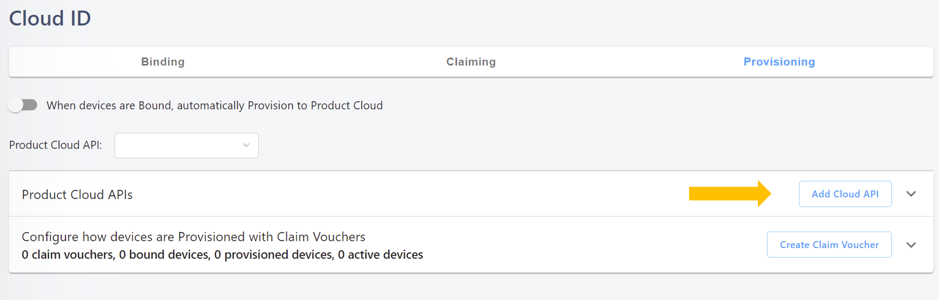 Cloud ID
Binding
Claiming
Provisioning
When devices are Bound, automatically Provision to Product Cloud
Product Cloud API:
Product Cloud APIs
Add Cloud API
Configure how devices are Provisioned with Claim Vouchers
0 claim vouchers, 0 bound devices, 0 provisioned devices, 0 active devices
Create Claim Voucher